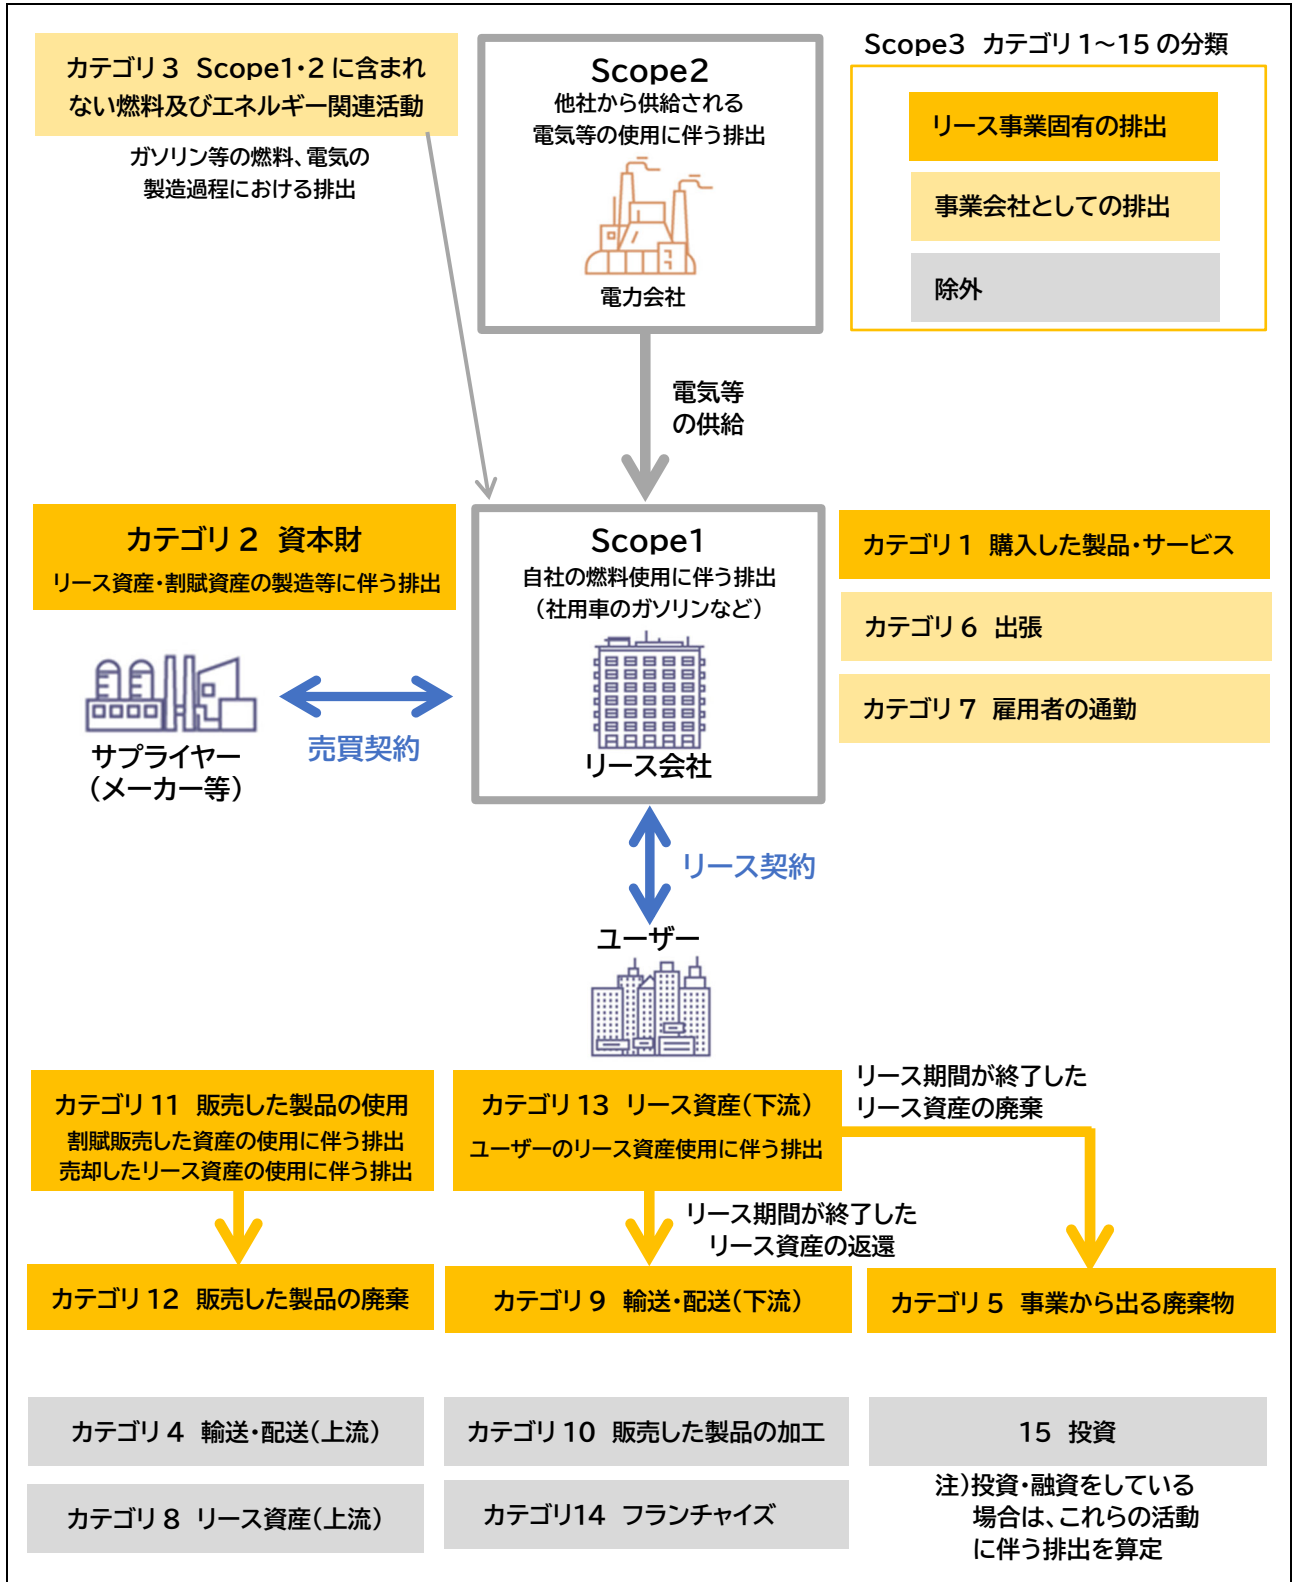 カテゴリ 3 Scope1・2 に含まれ
ない燃料及びエネルギー関連活動
ガソリン等の燃料、電気の
製造過程における排出
Scope2
他社から供給される
電気等の使用に伴う排出
電力会社
Scope3 カテゴリ 1～15 の分類
リース事業固有の排出
事業会社としての排出
除外
電気等
の供給
カテゴリ 2 資本財
リース資産・割賦資産の製造等に伴う排出
Scope1
自社の燃料使用に伴う排出
（社用車のガソリンなど）
リース会社
カテゴリ 1 購入した製品・サービス
カテゴリ 6 出張
カテゴリ 7 雇用者の通勤
サプライヤー
（メーカー等）
売買契約
リース契約
ユーザー
カテゴリ 11 販売した製品の使用
割賦販売した資産の使用に伴う排出
売却したリース資産の使用に伴う排出
カテゴリ 13 リース資産（下流）
ユーザーのリース資産使用に伴う排出
リース期間が終了した
リース資産の廃棄
リース期間が終了した
リース資産の返還
カテゴリ 12 販売した製品の廃棄
カテゴリ 9 輸送・配送（下流）
カテゴリ 5 事業から出る廃棄物
カテゴリ 4 輸送・配送（上流）
カテゴリ 10 販売した製品の加工
15 投資
カテゴリ 8 リース資産（上流）
カテゴリ14 フランチャイズ
注）投資・融資をしている
場合は、これらの活動
に伴う排出を算定